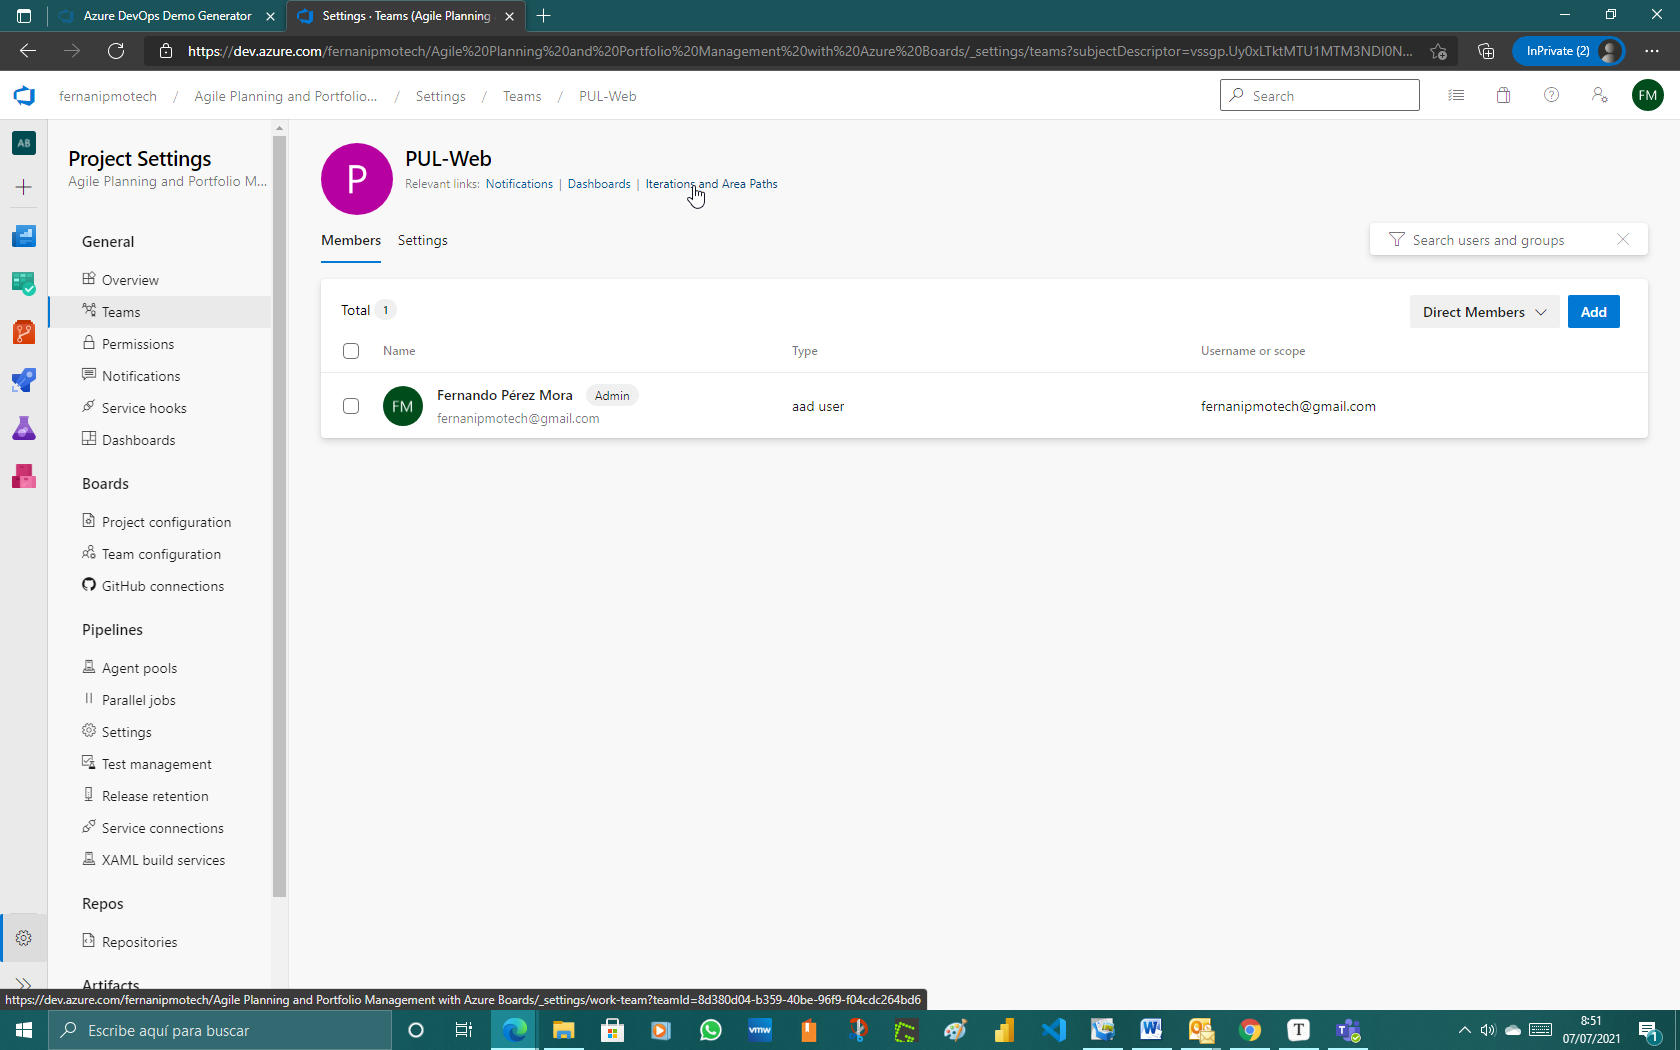 Azure DevOps Demo Generator
Settings · Teams (Agile Planning
https://dev.azure.com/fernanipmotech/Agile%20Planning%20and%20Portfolio%20Management%20with%20Azure%20Boards/_settings/teams?subjectDescriptor=vssgp.Uy0xLTktMTU1MTM3NDI0N...
InPrivate (2)
fernanipmotech / Agile Planning and Portfolio... / Settings / Teams / PUL-Web
Search
FM
AB
Project Settings
Agile Planning and Portfolio M...
General
Overview
Teams
Permissions
Notifications
Service hooks
Dashboards
Boards
Project configuration
Team configuration
GitHub connections
Pipelines
Agent pools
Parallel jobs
Settings
Test management
Release retention
Service connections
XAML build services
Repos
Repositories
Artifacts
P
PUL-Web
Relevant links: Notifications | Dashboards | Iterations and Area Paths
Members Settings
Search users and groups
Total 1
Direct Members
Add
Name Type Username or scope
FM
Fernando Pérez Mora Admin
fernanipmotech@gmail.com
aad user
fernanipmotech@gmail.com
https://dev.azure.com/fernanipmotech/Agile Planning and Portfolio Management with Azure Boards/_settings/work-team?teamId=8d380d04-b359-40be-96f9-f04cdc264bd6
Escribe aquí para buscar
vmw
W
T
8:51
07/07/2021
1